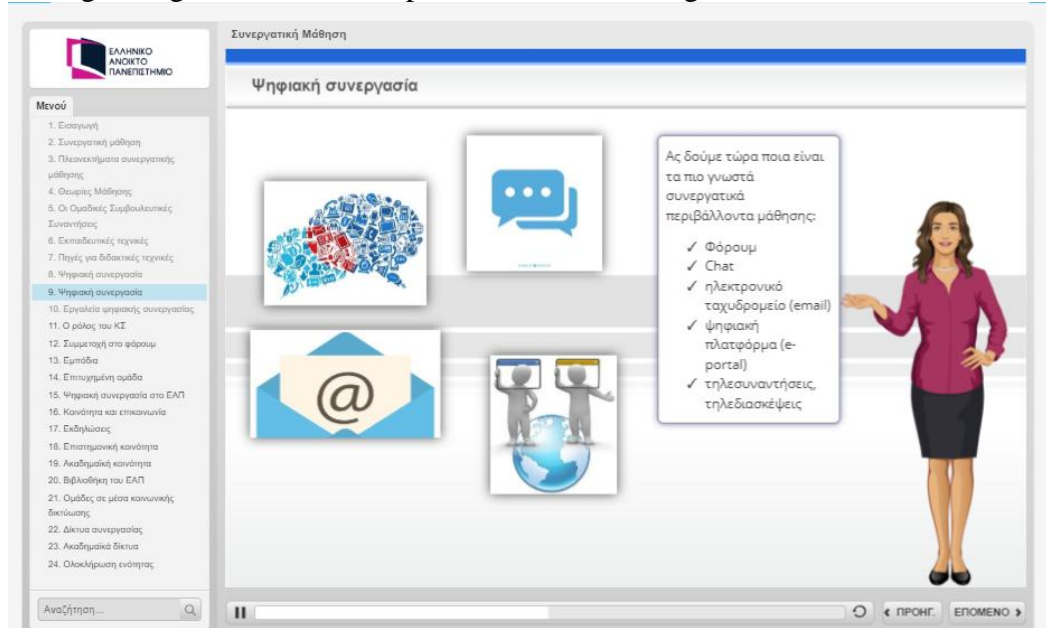 Συνεργατική Μάθηση
ΕΛΛΗΝΙΚΟ
ΑΝΟΙΚΤΟ
ΠΑΝΕΠΙΣΤΗΜΙΟ
Μενού
1. Εισαγωγή
2. Συνεργατική μάθηση
3. Πλεονεκτήματα συνεργατικής
μάθησης
4. Θεωρίες Μάθησης
5. Οι Ομαδικές Συμβουλευτικές
Συναντήσεις
6. Εκπαιδευτικές τεχνικές
7. Πηγές για διδακτικές τεχνικές
8. Ψηφιακή συνεργασία
9. Ψηφιακή συνεργασία
10. Εργαλεία ψηφιακής συνεργασίας
11. Ο ρόλος του ΚΣ
12. Συμμετοχή στο φόρουμ
13. Εμπόδια
14. Επιτυχημένη ομάδα
15. Ψηφιακή συνεργασία στο ΕΑΠ
16. Κοινότητα και επικοινωνία
17. Εκδηλώσεις
18. Επιστημονική κοινότητα
19. Ακαδημαϊκή κοινότητα
20. Βιβλιοθήκη του ΕΑΠ
21. Ομάδες σε μέσα κοινωνικής
δικτύωσης
22. Δίκτυα συνεργασίας
23. Ακαδημαϊκά δίκτυα
24. Ολοκλήρωση ενότητας
Αναζήτηση...
Ψηφιακή συνεργασία
Ας δούμε τώρα ποια είναι
τα πιο γνωστά
συνεργατικά
περιβάλλοντα μάθησης:
✓ Φόρουμ
✓ Chat
✓ ηλεκτρονικό
ταχυδρομείο (email)
✓ ψηφιακή
πλατφόρμα (e-
portal)
✓ τηλεσυναντήσεις,
τηλεδιασκέψεις
@
ΠΡΟΗΓ.
ΕΠΟΜΕΝΟ